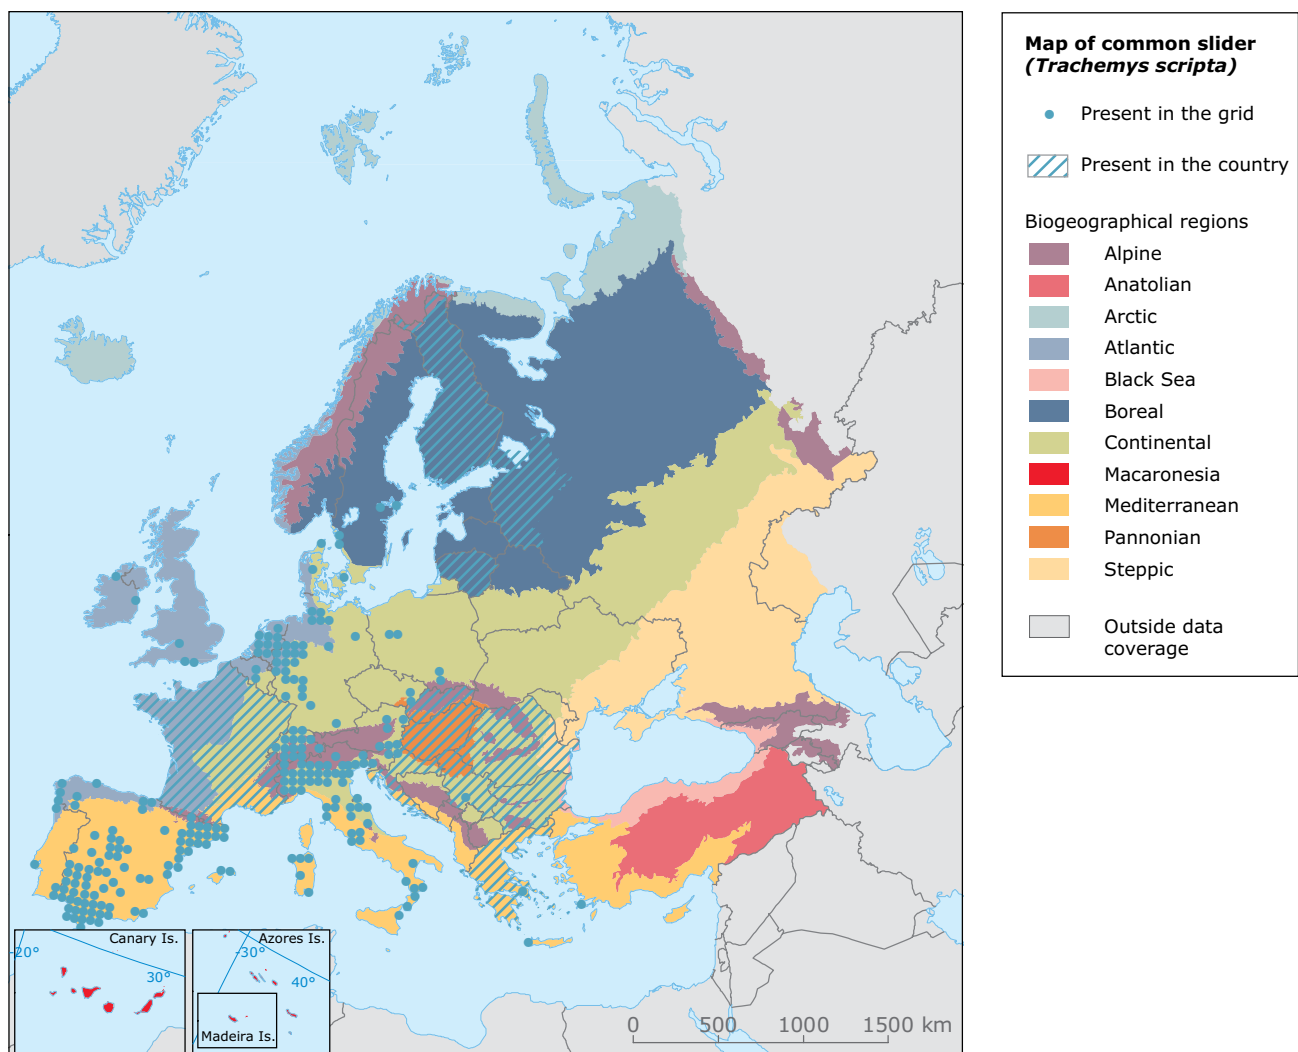 Map of common slider
(Trachemys scripta)
Present in the grid
Present in the country
Biogeographical regions
Alpine
Anatolian
Arctic
Atlantic
Black Sea
Boreal
Continental
Macaronesia
Mediterranean
Pannonian
Steppic
Outside data
coverage
Canary Is.
-20°
30°
Azores Is.
-30°
40°
Madeira Is.
0 500 1000 1500 km